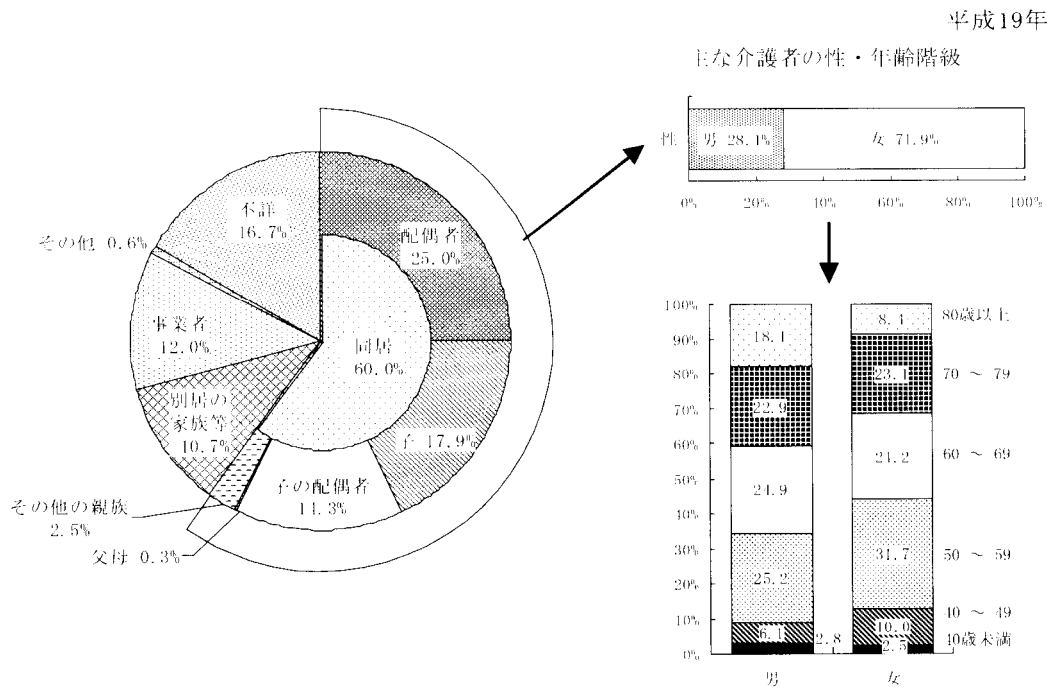 平成19年
主な介護者の性・年齢階級
性
男 28.1%
女 71.9%
0%
20%
40%
60%
80%
100%
不詳
16.7%
その他 0.6%
事業者
12.0%
別居の
家族等
10.7%
その他の親族
2.5%
父母 0.3%
子の配偶者
14.3%
子 17.9%
配偶者
25.0%
同居
60.0%
100%
90%
80%
70%
60%
50%
40%
30%
20%
10%
0%
18.1
22.9
24.9
25.2
6.1
2.8
男
8.4
23.1
24.2
31.7
10.0
2.5
女
80歳以上
70 ～ 79
60 ～ 69
50 ～ 59
40 ～ 49
40歳未満